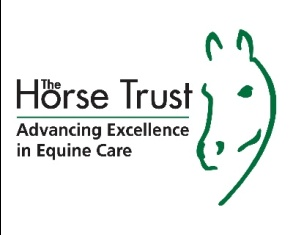 The
Horse Trust
Advancing Excellence
in Equine Care